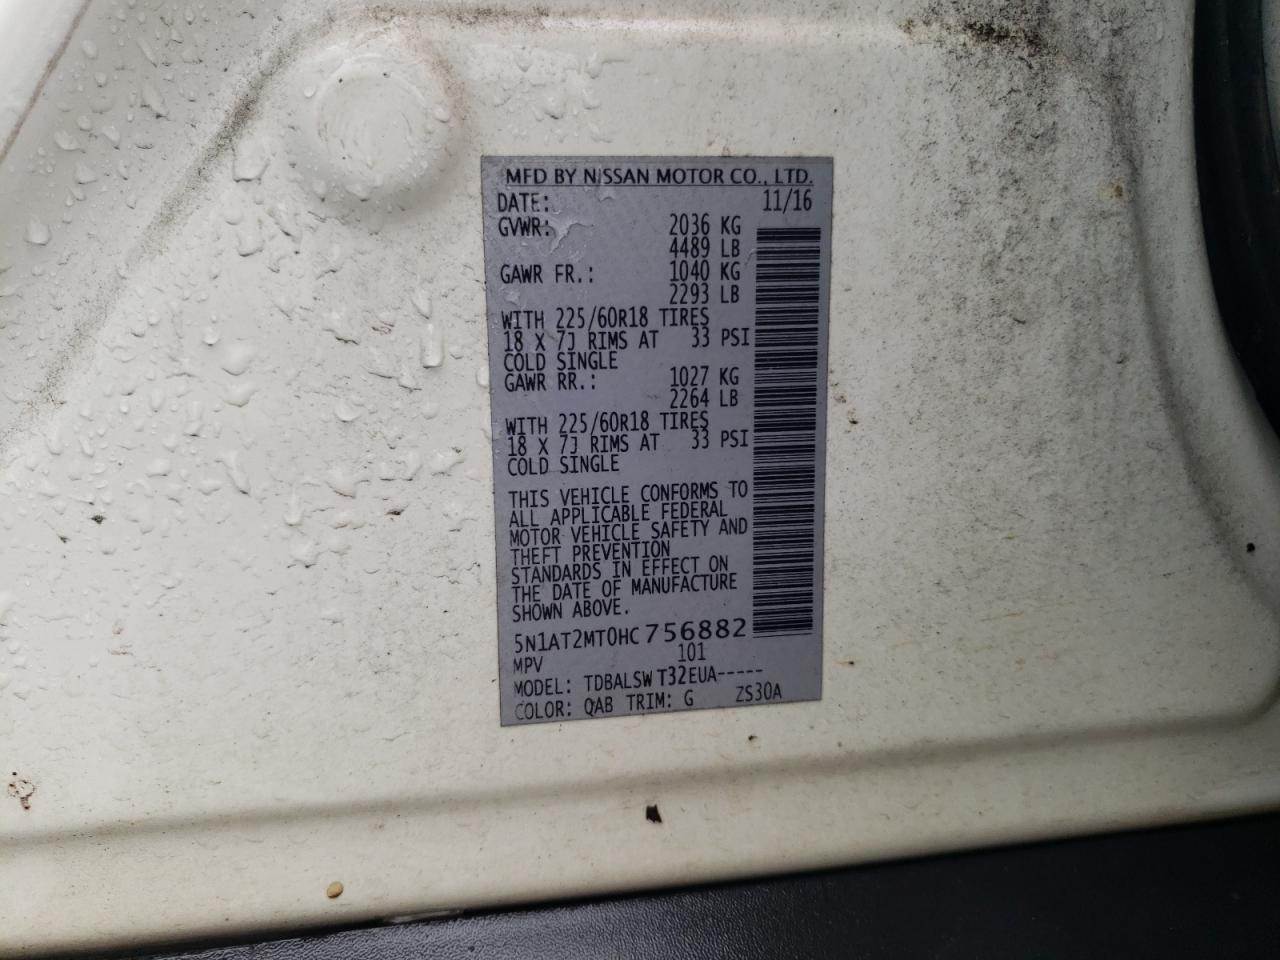 MFD BY NISSAN MOTOR CO., LTD.
DATE: 11/16
GVWR: 2036 KG
4489 LB
GAWR FR.: 1040 KG
2293 LB
WITH 225/60R18 TIRES
18 X 7J RIMS AT 33 PSI
COLD SINGLE
GAWR RR.: 1027 KG
2264 LB
WITH 225/60R18 TIRES
18 X 7J RIMS AT 33 PSI
COLD SINGLE
THIS VEHICLE CONFORMS TO
ALL APPLICABLE FEDERAL
MOTOR VEHICLE SAFETY AND
THEFT PREVENTION
STANDARDS IN EFFECT ON
THE DATE OF MANUFACTURE
SHOWN ABOVE.
5N1AT2MT0HC756882
MPV 101
MODEL: TDBALSW T32EUA-----
COLOR: QAB TRIM: G ZS30A